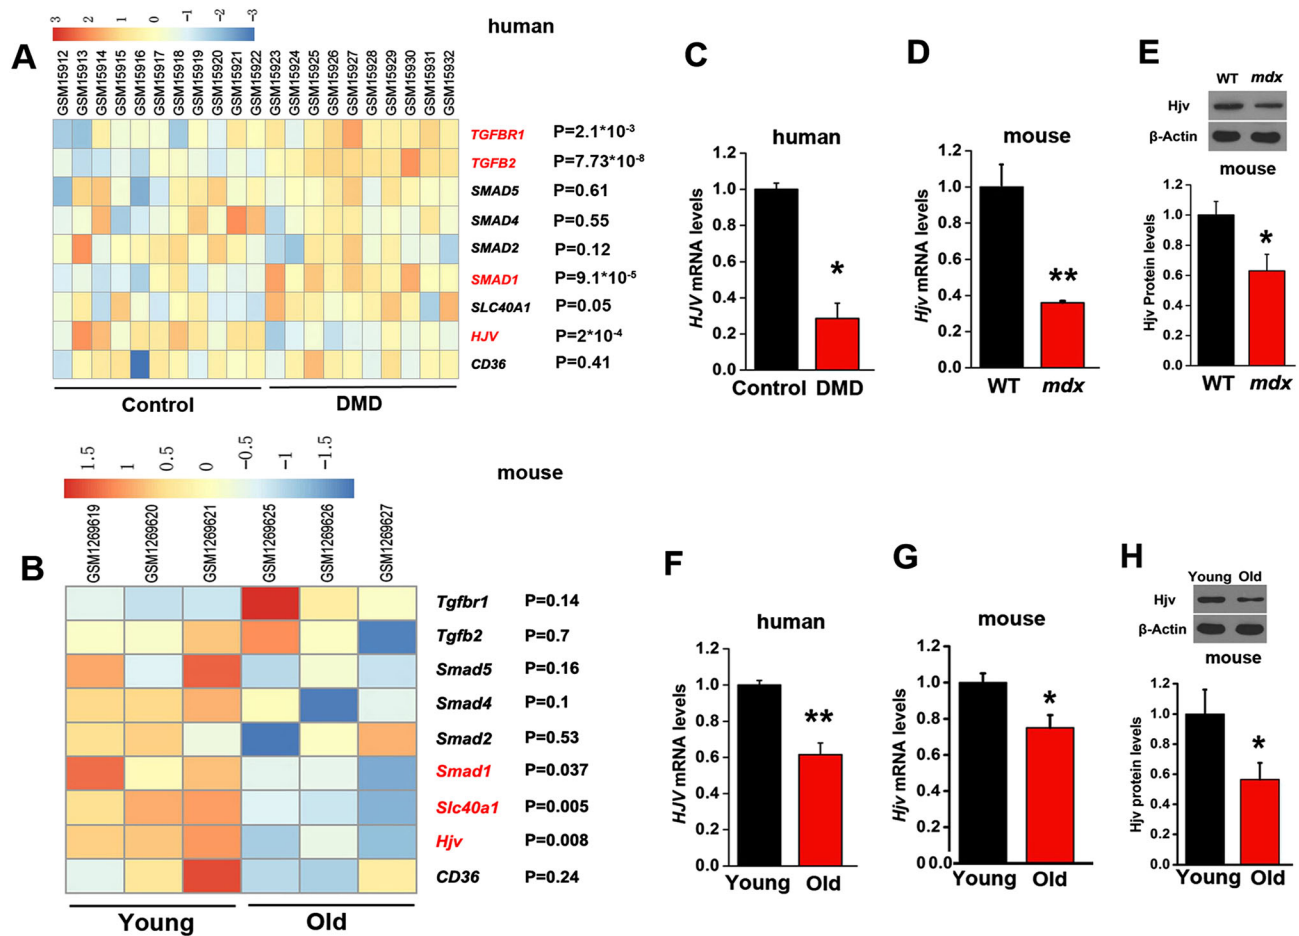 A
human
3 2 1 0 −1 −2 −3
GSM15912 GSM15913 GSM15914 GSM15915 GSM15916 GSM15917 GSM15918 GSM15919 GSM15920 GSM15921 GSM15922 GSM15923 GSM15924 GSM15925 GSM15926 GSM15927 GSM15928 GSM15929 GSM15930 GSM15931 GSM15932
TGFBR1 P=2.1*10-3
TGFB2 P=7.73*10-8
SMAD5 P=0.61
SMAD4 P=0.55
SMAD2 P=0.12
SMAD1 P=9.1*10-5
SLC40A1 P=0.05
HJV P=2*10-4
CD36 P=0.41
Control DMD
B
mouse
1.5 1 0.5 0 −0.5 −1 −1.5
GSM1269619 GSM1269620 GSM1269621 GSM1269625 GSM1269626 GSM1269627
Tgfbr1 P=0.14
Tgfb2 P=0.7
Smad5 P=0.16
Smad4 P=0.1
Smad2 P=0.53
Smad1 P=0.037
Slc40a1 P=0.005
Hjv P=0.008
CD36 P=0.24
Young Old
C
human
HJV mRNA levels
1.2
1.0
0.8
0.6
0.4
0.2
0.0
*
Control DMD
D
mouse
Hjv mRNA levels
1.2
1.0
0.8
0.6
0.4
0.2
0.0
**
WT mdx
E
WT mdx
Hjv
β-Actin
mouse
Hjv Protein levels
1.2
1.0
0.8
0.6
0.4
0.2
0.0
*
WT mdx
F
human
HJV mRNA levels
1.2
1.0
0.8
0.6
0.4
0.2
0.0
**
Young Old
G
mouse
Hjv mRNA levels
1.2
1.0
0.8
0.6
0.4
0.2
0 0.0
*
Young Old
H
Young Old
Hjv
β-Actin
mouse
Hjv protein levels
1.2
1.0
0.8
0.6
0.4
0.2
0.0
*
Young Old